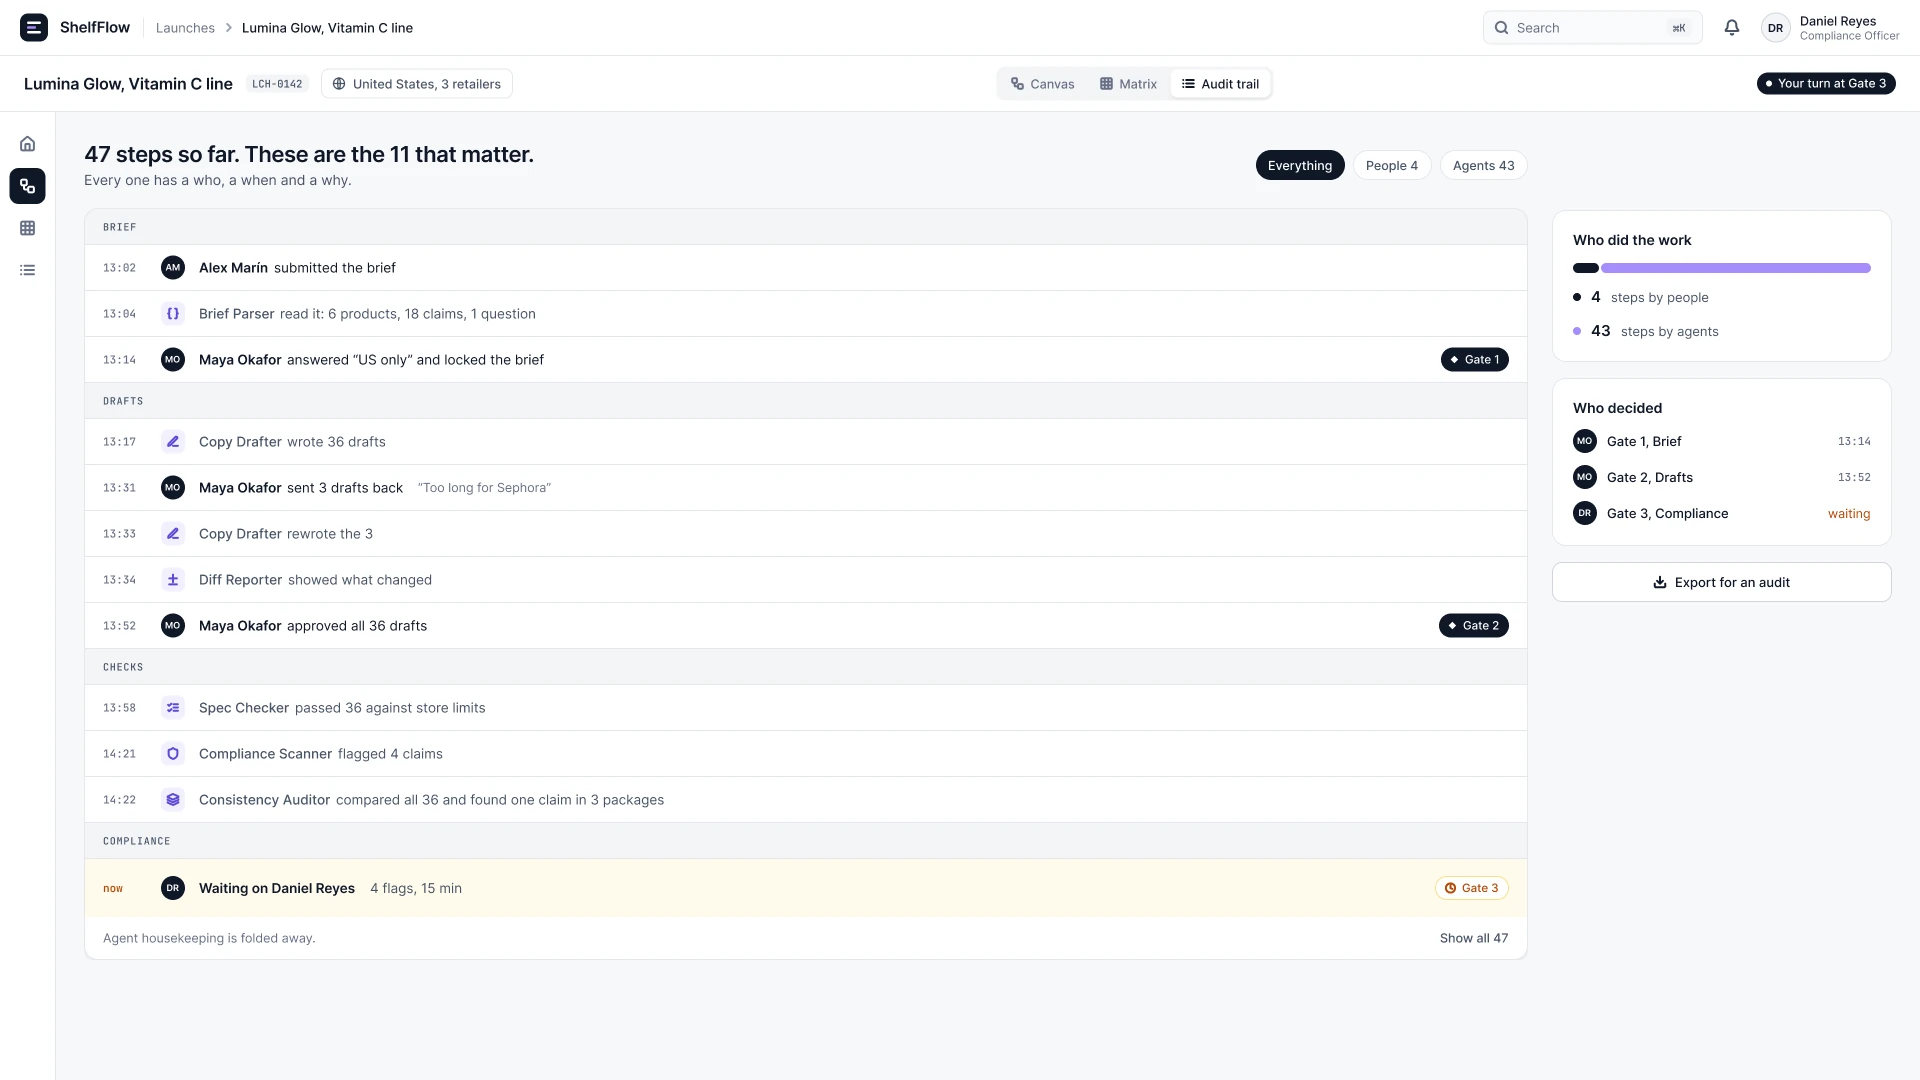 ShelfFlow
Launches
Lumina Glow, Vitamin C line
Search
⌘K
DR
Daniel Reyes
Compliance Officer
Lumina Glow, Vitamin C line
LCH-0142
United States, 3 retailers
Canvas
Matrix
Audit trail
Your turn at Gate 3
47 steps so far. These are the 11 that matter.
Every one has a who, a when and a why.
Everything
People 4
Agents 43
BRIEF
13:02 AM Alex Marín submitted the brief
13:04 Brief Parser read it: 6 products, 18 claims, 1 question
13:14 MO Maya Okafor answered “US only” and locked the brief Gate 1
DRAFTS
13:17 Copy Drafter wrote 36 drafts
13:31 MO Maya Okafor sent 3 drafts back “Too long for Sephora”
13:33 Copy Drafter rewrote the 3
13:34 Diff Reporter showed what changed
13:52 MO Maya Okafor approved all 36 drafts Gate 2
CHECKS
13:58 Spec Checker passed 36 against store limits
14:21 Compliance Scanner flagged 4 claims
14:22 Consistency Auditor compared all 36 and found one claim in 3 packages
COMPLIANCE
now DR Waiting on Daniel Reyes 4 flags, 15 min Gate 3
Agent housekeeping is folded away. Show all 47
Who did the work
4 steps by people
43 steps by agents
Who decided
MO Gate 1, Brief 13:14
MO Gate 2, Drafts 13:52
DR Gate 3, Compliance waiting
Export for an audit